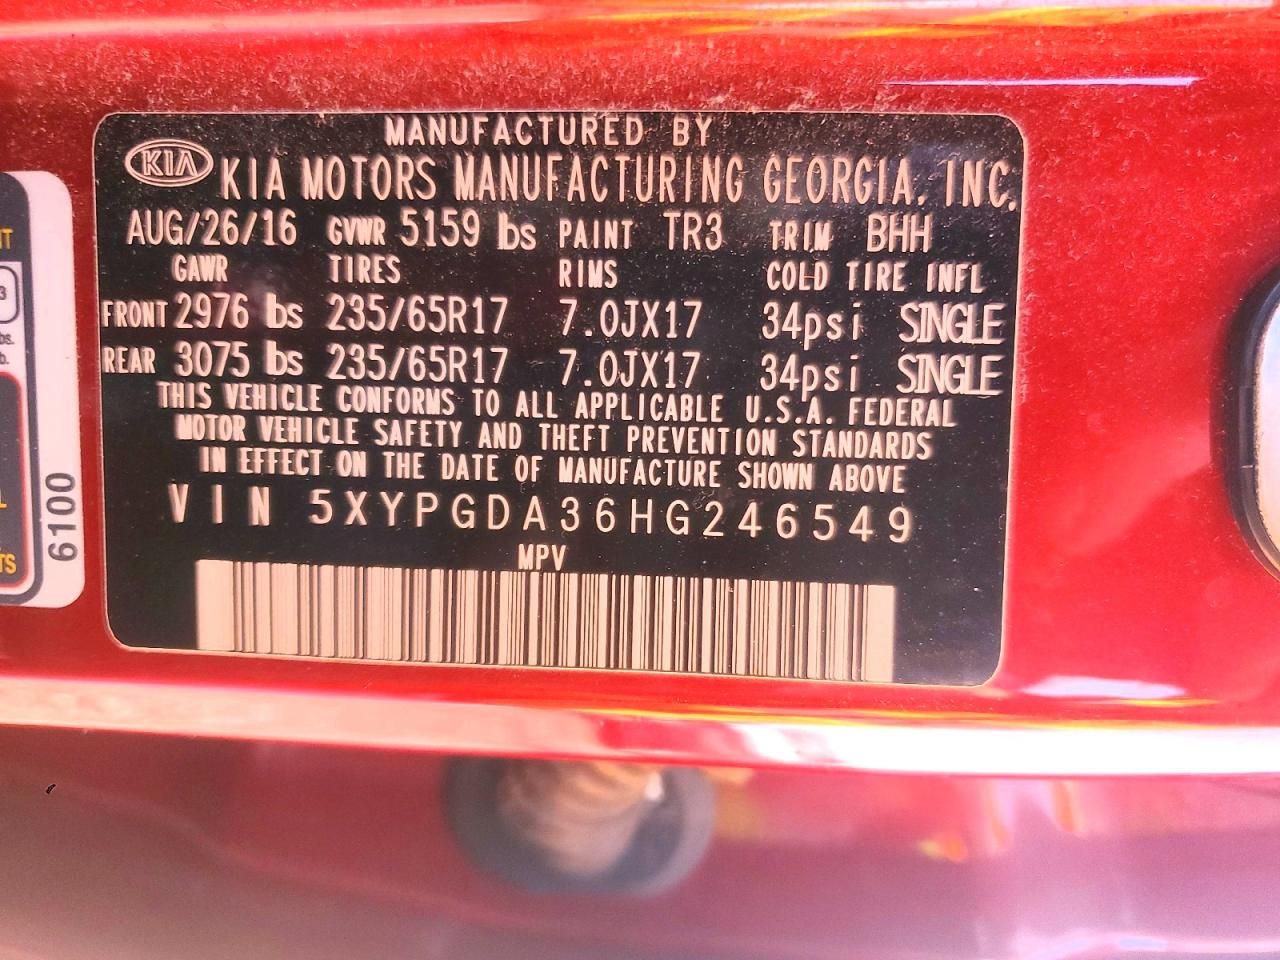 MANUFACTURED BY
KIA KIA MOTORS MANUFACTURING GEORGIA, INC.
AUG/26/16 GVWR 5159 lbs PAINT TR3 TRIM BHH
GAWR TIRES RIMS COLD TIRE INFL
FRONT 2976 lbs 235/65R17 7.0JX17 34psi SINGLE
REAR 3075 lbs 235/65R17 7.0JX17 34psi SINGLE
THIS VEHICLE CONFORMS TO ALL APPLICABLE U.S.A. FEDERAL
MOTOR VEHICLE SAFETY AND THEFT PREVENTION STANDARDS
IN EFFECT ON THE DATE OF MANUFACTURE SHOWN ABOVE
VIN 5XYPGDA36HG246549
MPV
6100